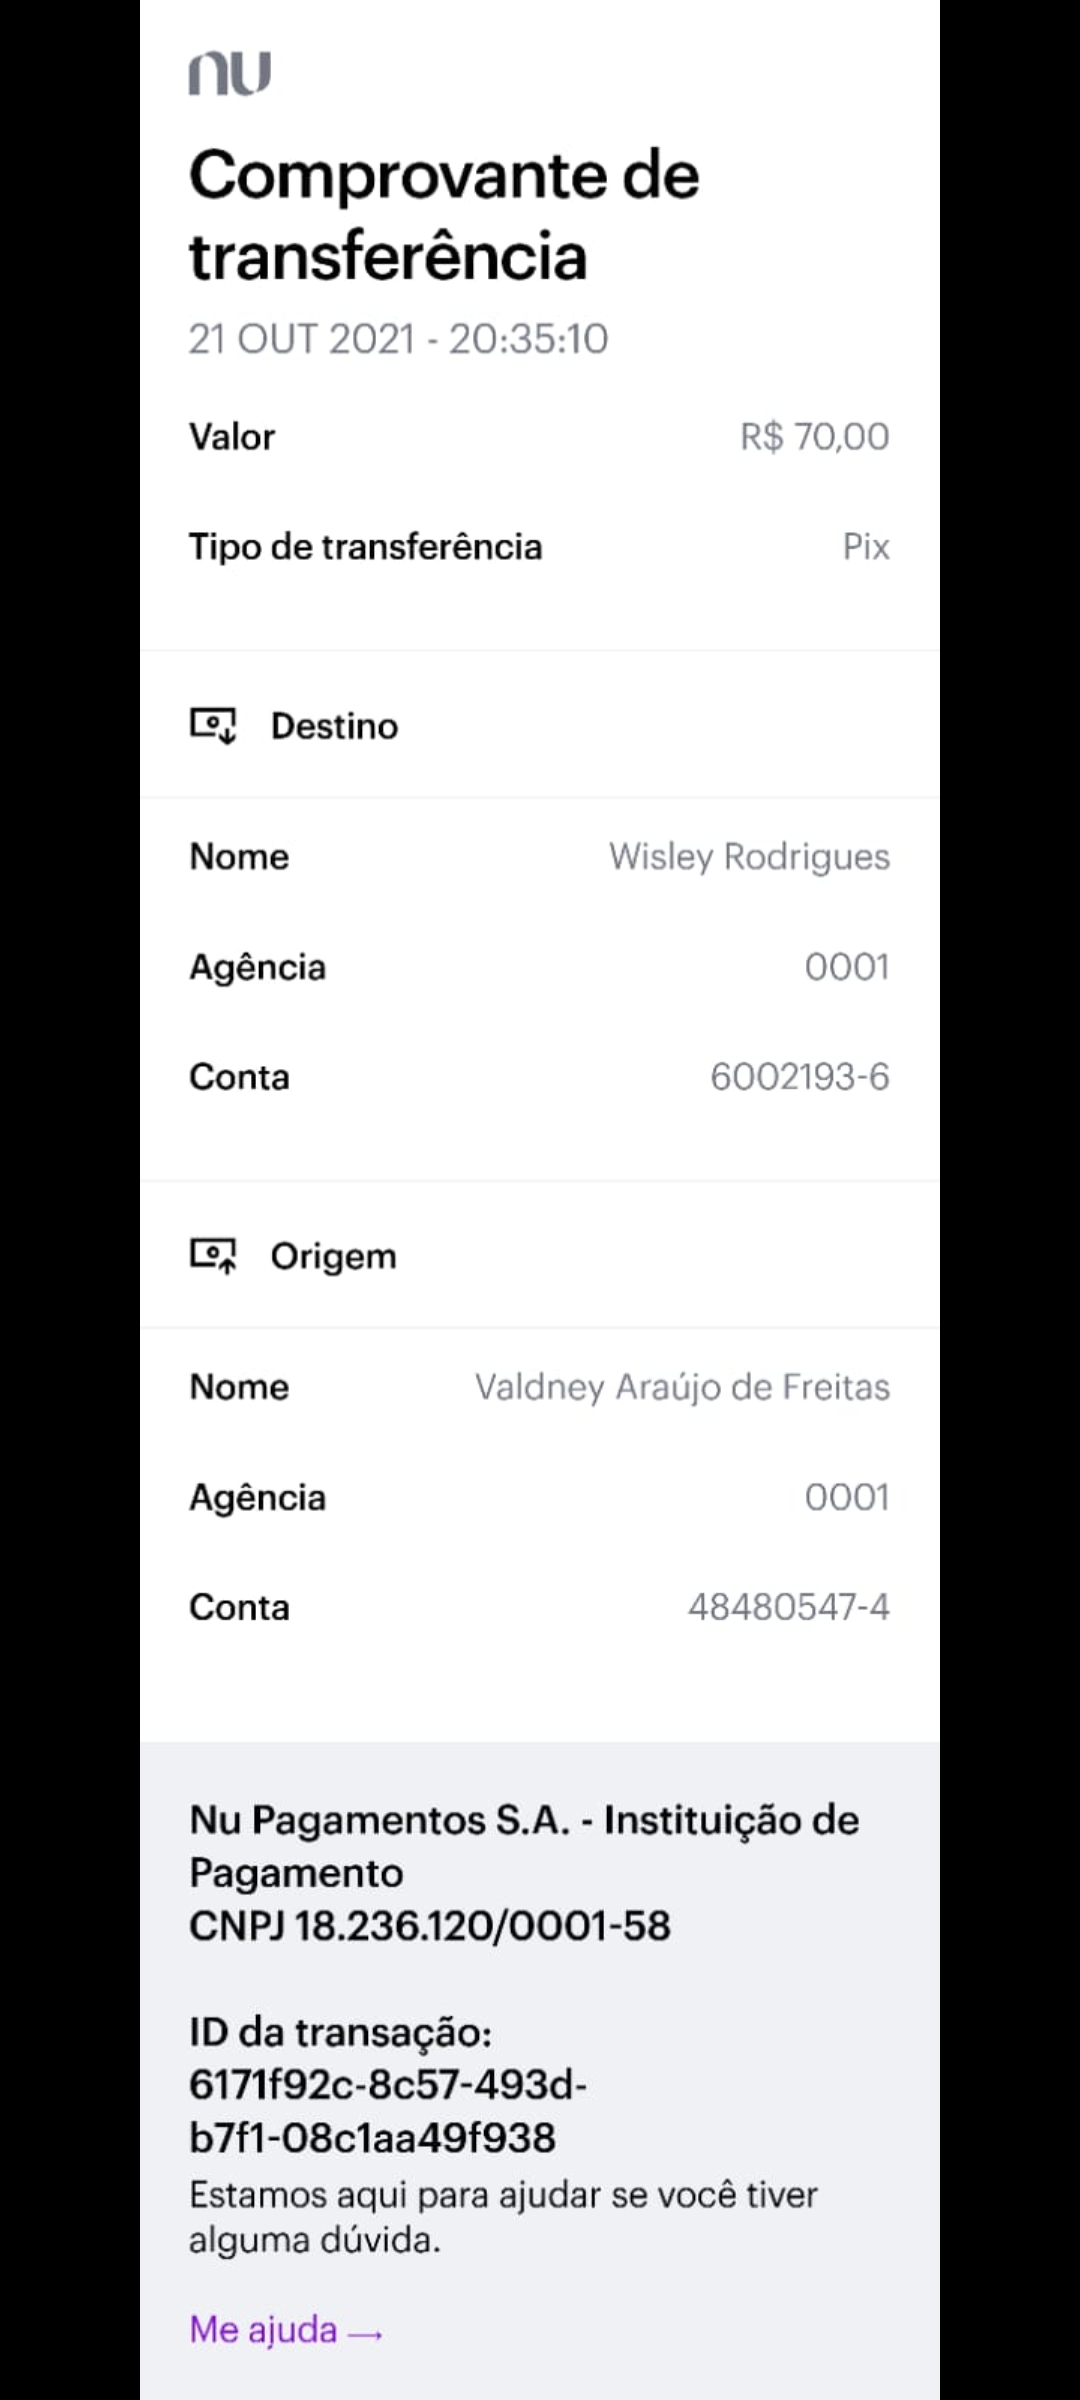 nu
Comprovante de
transferência
21 OUT 2021 - 20:35:10
Valor R$ 70,00
Tipo de transferência Pix
Destino
Nome Wisley Rodrigues
Agência 0001
Conta 6002193-6
Origem
Nome Valdney Araújo de Freitas
Agência 0001
Conta 48480547-4
Nu Pagamentos S.A. - Instituição de
Pagamento
CNPJ 18.236.120/0001-58
ID da transação:
6171f92c-8c57-493d-
b7f1-08c1aa49f938
Estamos aqui para ajudar se você tiver
alguma dúvida.
Me ajuda →